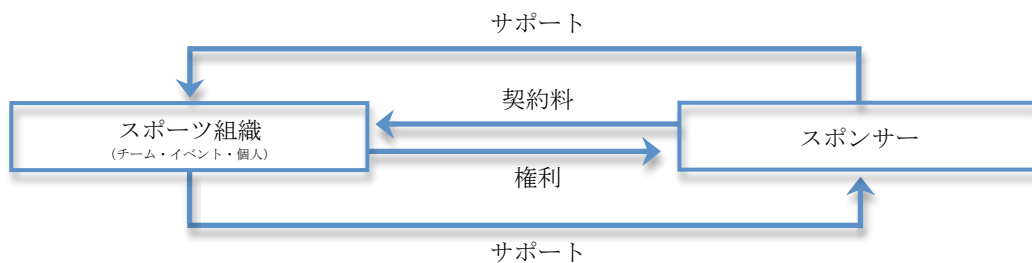 サポート
契約料
スポーツ組織
(チーム・イベント・個人)
スポンサー
権利
サポート